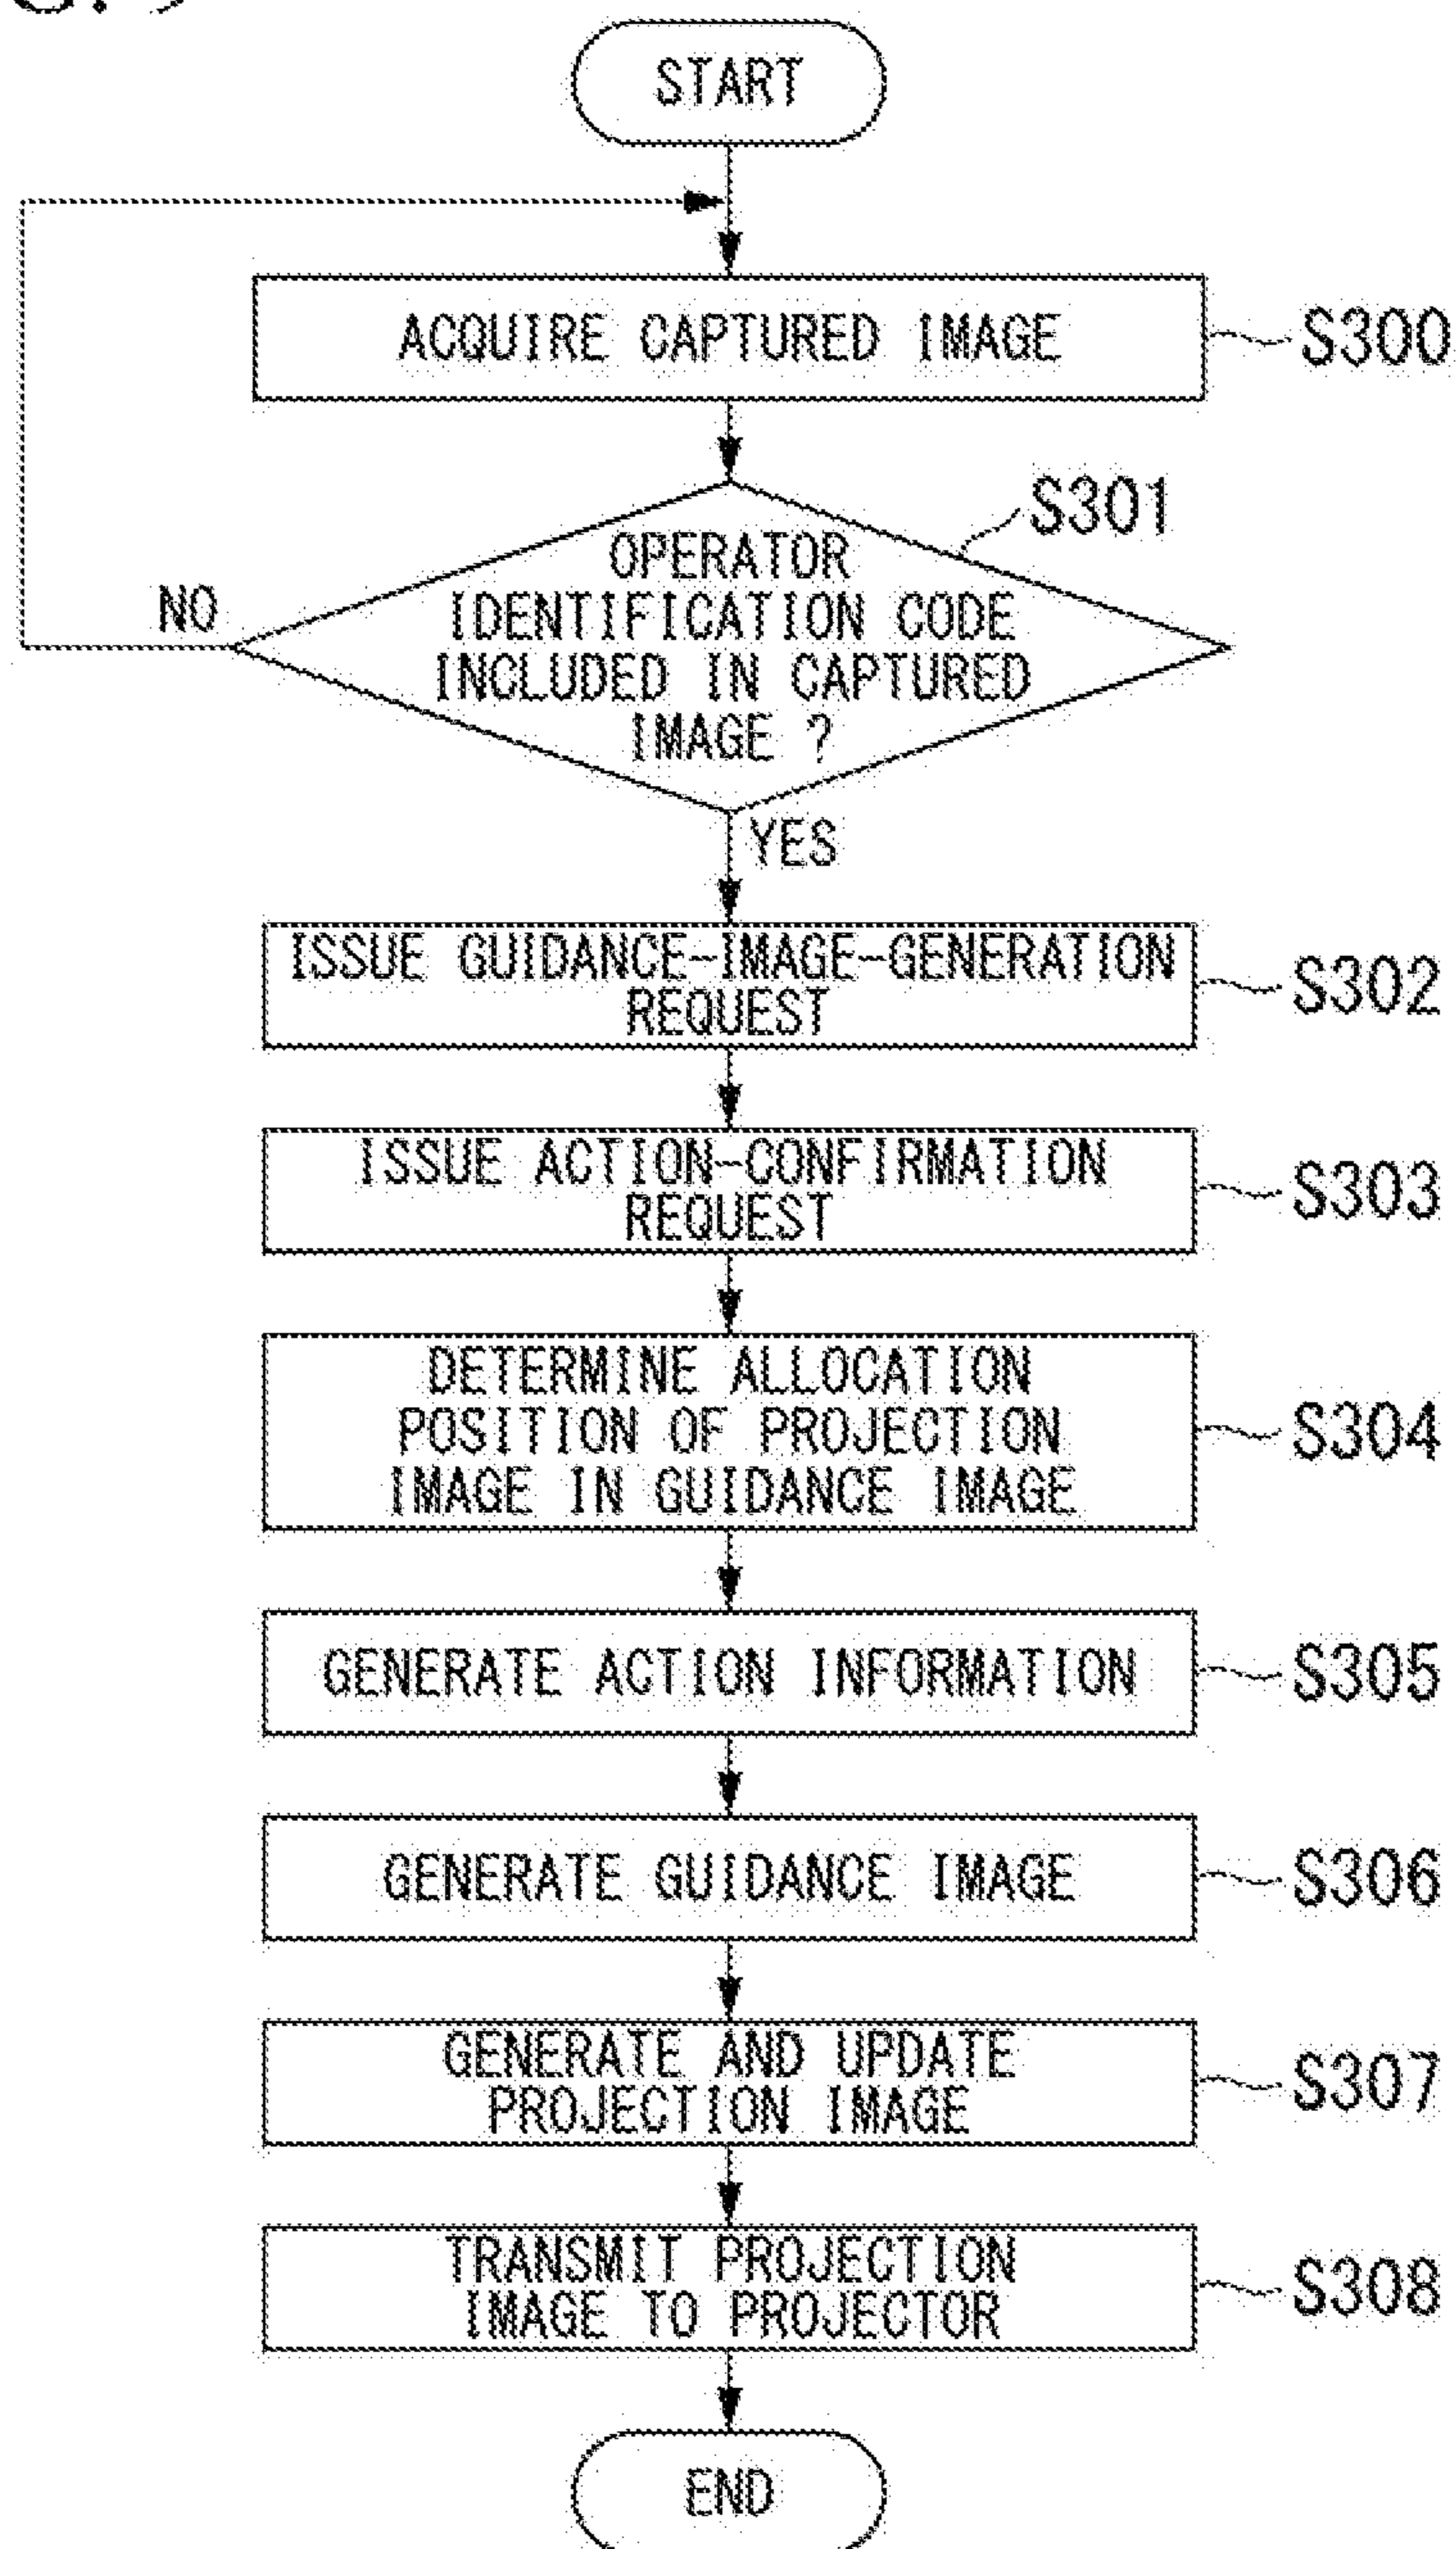 START
ACQUIRE CAPTURED IMAGE
S300
S301
OPERATOR
IDENTIFICATION CODE
INCLUDED IN CAPTURED
IMAGE ?
NO
YES
ISSUE GUIDANCE-IMAGE-GENERATION
REQUEST
S302
ISSUE ACTION-CONFIRMATION
REQUEST
S303
DETERMINE ALLOCATION
POSITION OF PROJECTION
IMAGE IN GUIDANCE IMAGE
S304
GENERATE ACTION INFORMATION
S305
GENERATE GUIDANCE IMAGE
S306
GENERATE AND UPDATE
PROJECTION IMAGE
S307
TRANSMIT PROJECTION
IMAGE TO PROJECTOR
S308
END